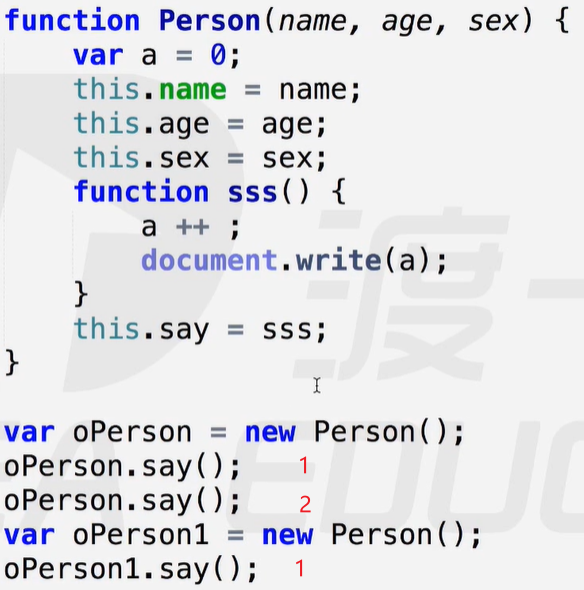 function Person(name, age, sex) {
    var a = 0;
    this.name = name;
    this.age = age;
    this.sex = sex;
    function sss() {
        a ++ ;
        document.write(a);
    }
    this.say = sss;
}
渡一
var oPerson = new Person();
oPerson.say(); 1
oPerson.say(); 2
var oPerson1 = new Person();
oPerson1.say(); 1